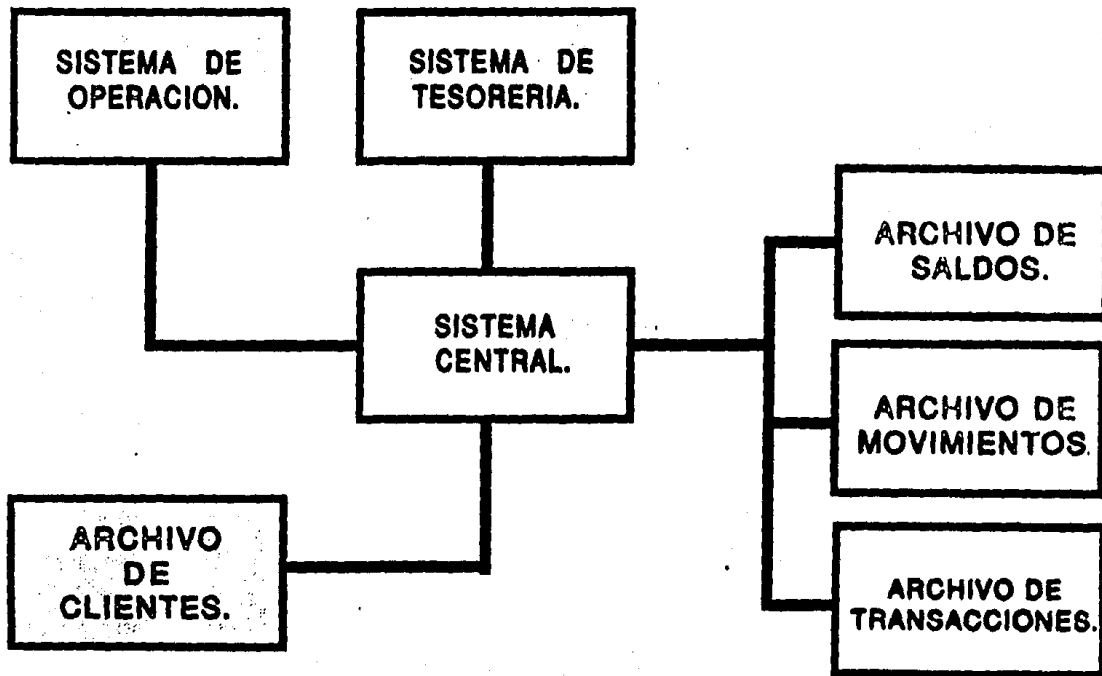 SISTEMA DE
OPERACION.
SISTEMA DE
TESORERIA.
ARCHIVO DE
SALDOS.
SISTEMA
CENTRAL.
ARCHIVO DE
MOVIMIENTOS.
ARCHIVO
DE
CLIENTES.
ARCHIVO DE
TRANSACCIONES.